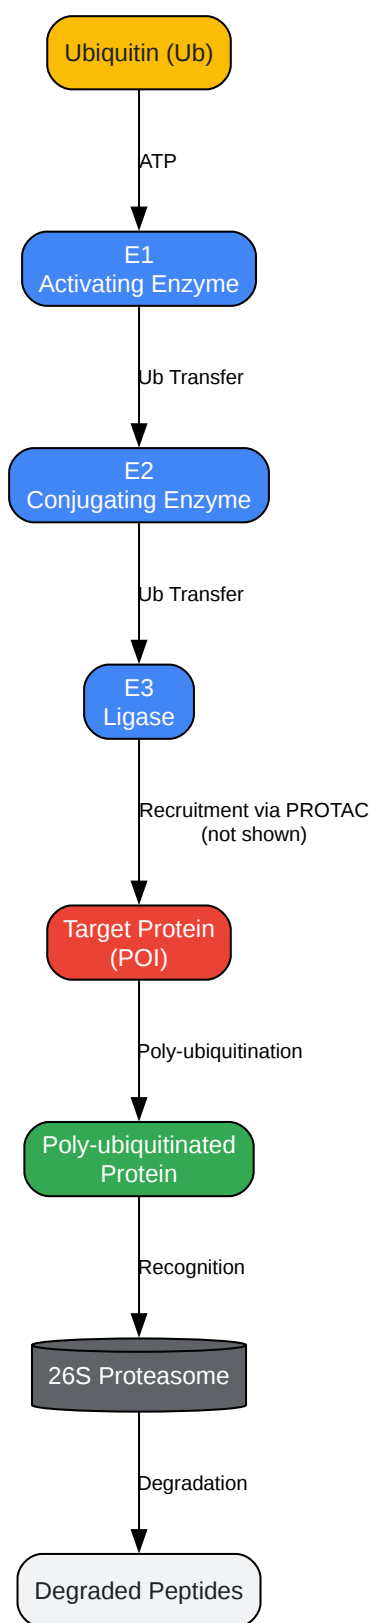 Ubiquitin (Ub)
ATP
E1
Activating Enzyme
Ub Transfer
E2
Conjugating Enzyme
Ub Transfer
E3
Ligase
Recruitment via PROTAC
(not shown)
Target Protein
(POI)
Poly-ubiquitination
Poly-ubiquitinated
Protein
Recognition
26S Proteasome
Degradation
Degraded Peptides